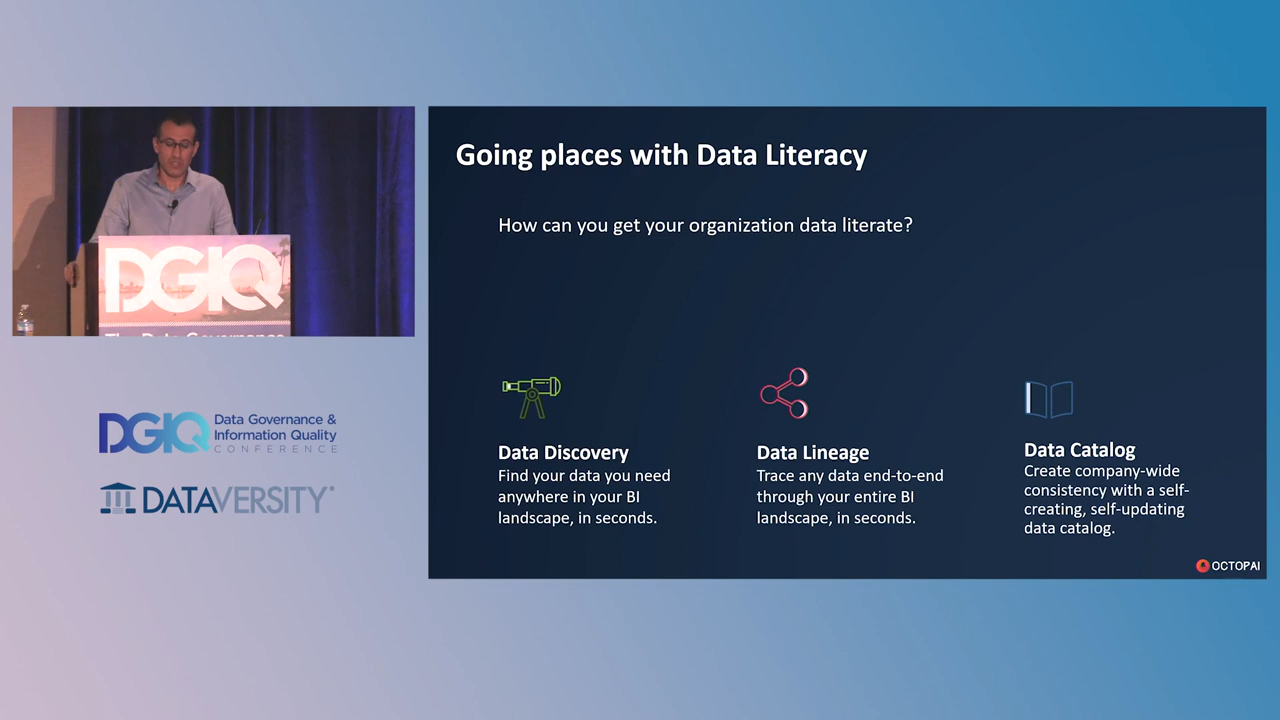 DGIQ
The Data Governance
DGIQ
Data Governance &
Information Quality
CONFERENCE
DATAVERSITY
Going places with Data Literacy
How can you get your organization data literate?
Data Discovery
Find your data you need
anywhere in your BI
landscape, in seconds.
Data Lineage
Trace any data end-to-end
through your entire BI
landscape, in seconds.
Data Catalog
Create company-wide
consistency with a self-
creating, self-updating
data catalog.
OCTOPAI